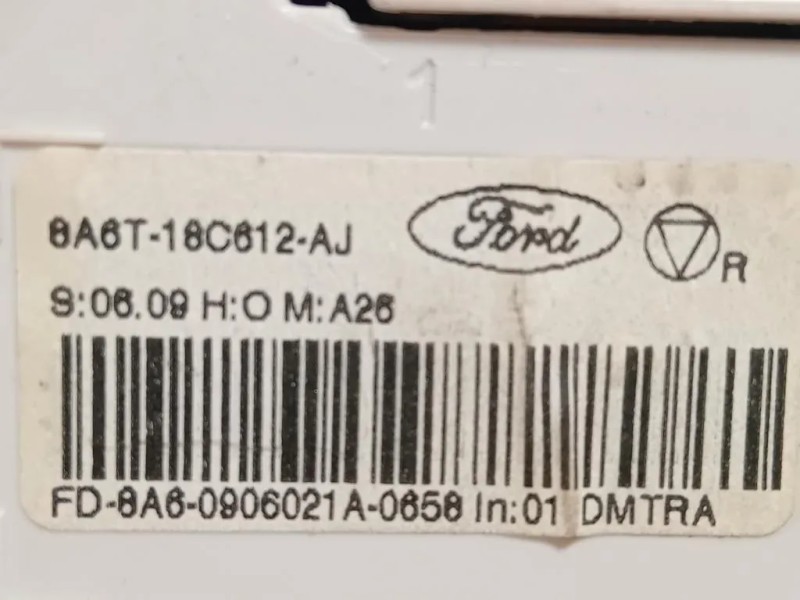 1
8A6T-18C612-AJ
Ford
R
S:06.09 H:O M:A26
FD-8A6-0906021A-0658 In:01 DMTRA